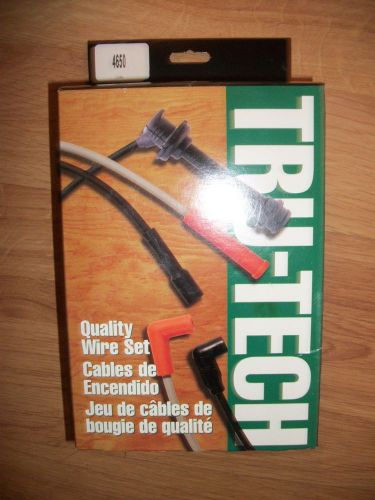 4650
TRU-TECH
Quality
Wire Set
Cables de
Encendido
Jeu de câbles de
bougie de qualité